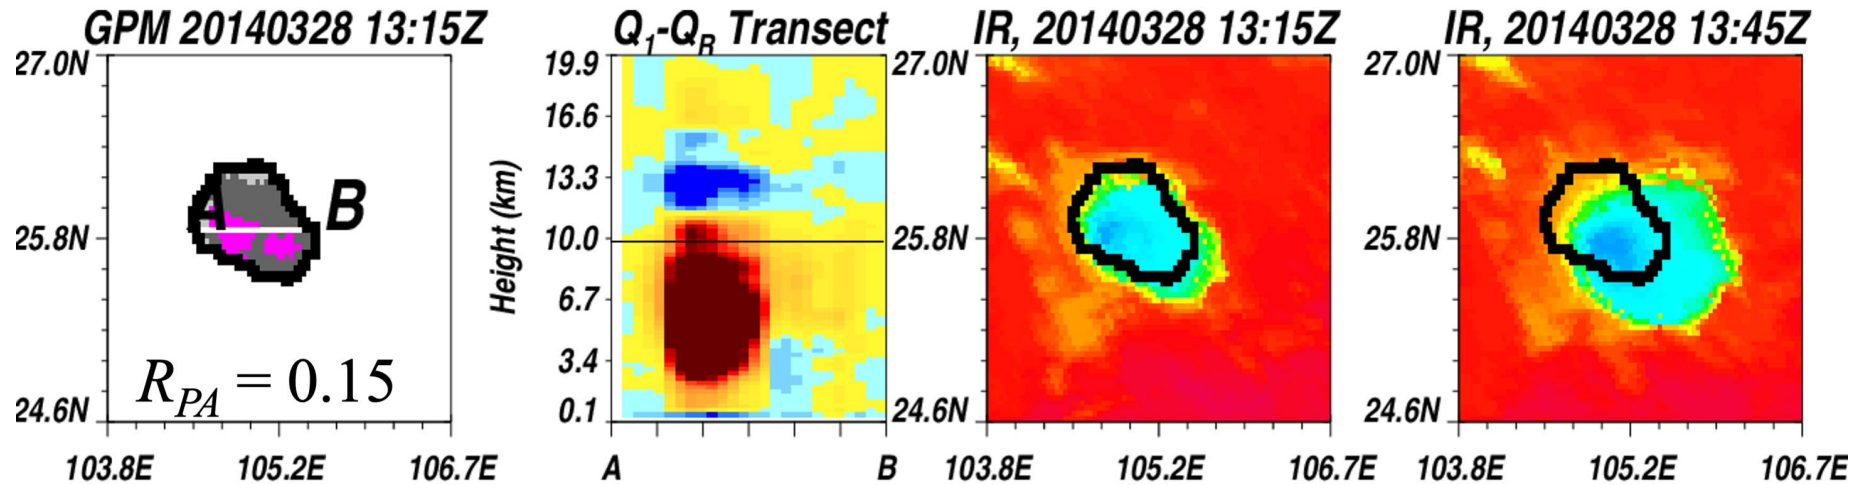 GPM 20140328 13:15Z
27.0N
25.8N
24.6N
A
B
R_PA = 0.15
103.8E 105.2E 106.7E
Q1-QR Transect
Height (km)
19.9
16.6
13.3
10.0
6.7
3.4
0.1
A B
IR, 20140328 13:15Z
27.0N
25.8N
24.6N
103.8E 105.2E 106.7E
IR, 20140328 13:45Z
27.0N
25.8N
24.6N
103.8E 105.2E 106.7E